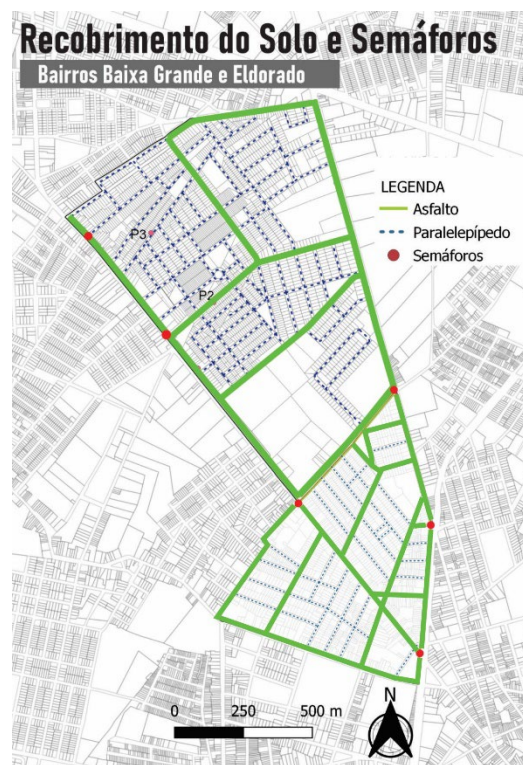 Recobrimento do Solo e Semáforos
Bairros Baixa Grande e Eldorado
LEGENDA
Asfalto
Paralelepípedo
Semáforos
P3
P2
0 250 500 m
N